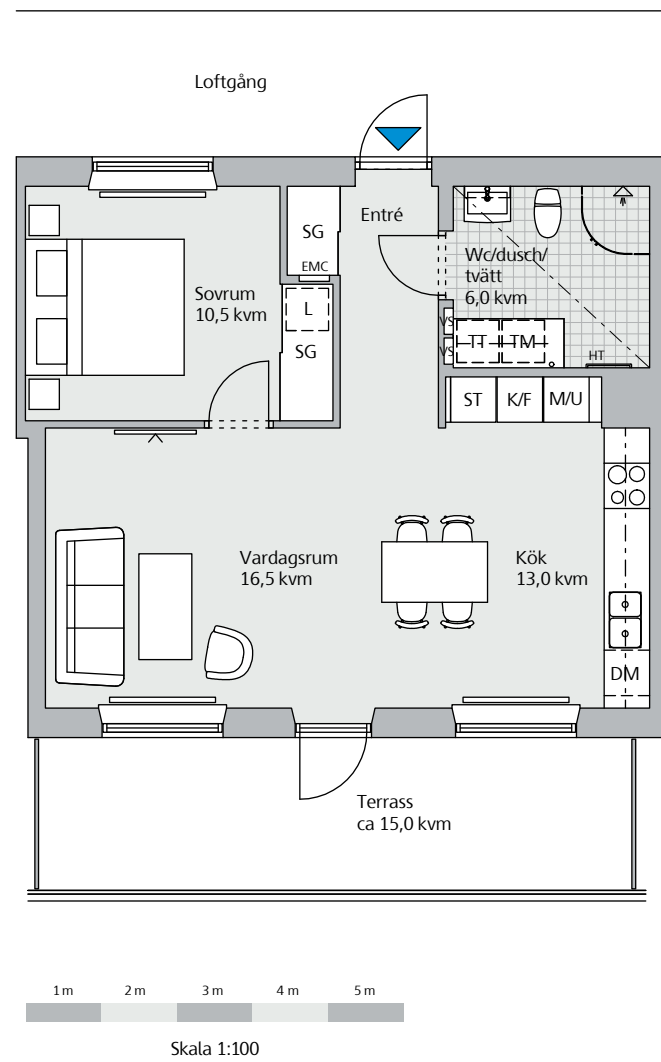 Loftgång
Entré
SG
EMC
L
SG
Sovrum
10,5 kvm
Wc/dusch/
tvätt
6,0 kvm
VS
VS
TT
TM
HT
ST
K/F
M/U
Vardagsrum
16,5 kvm
Kök
13,0 kvm
DM
Terrass
ca 15,0 kvm
1 m 2 m 3 m 4 m 5 m
Skala 1:100